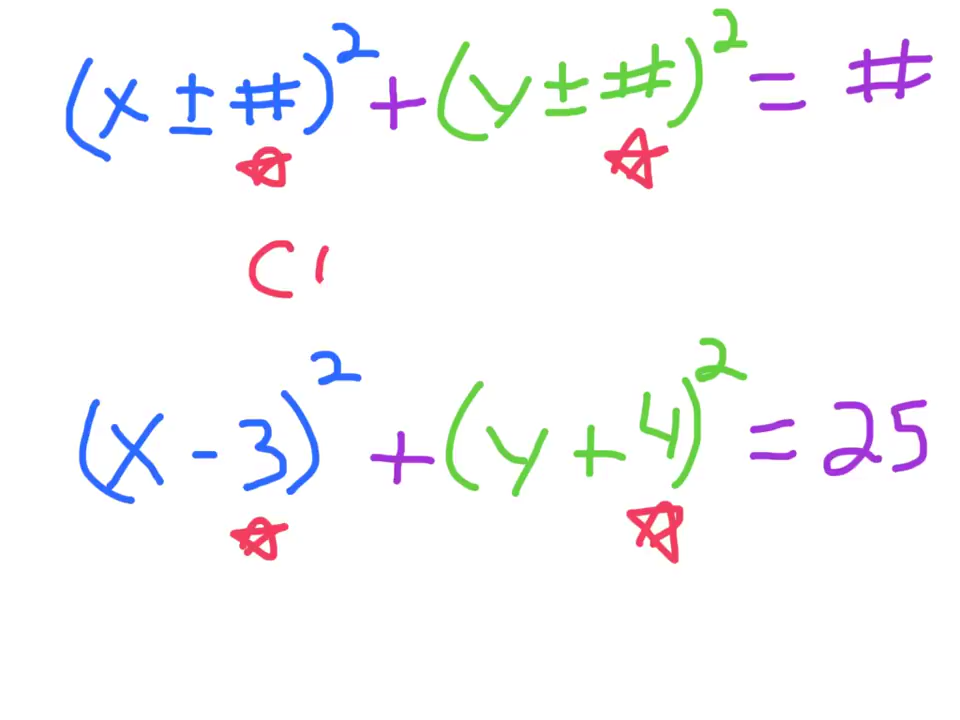 (x ± #)² + (y ± #)² = #
C
(x - 3)² + (y + 4)² = 25